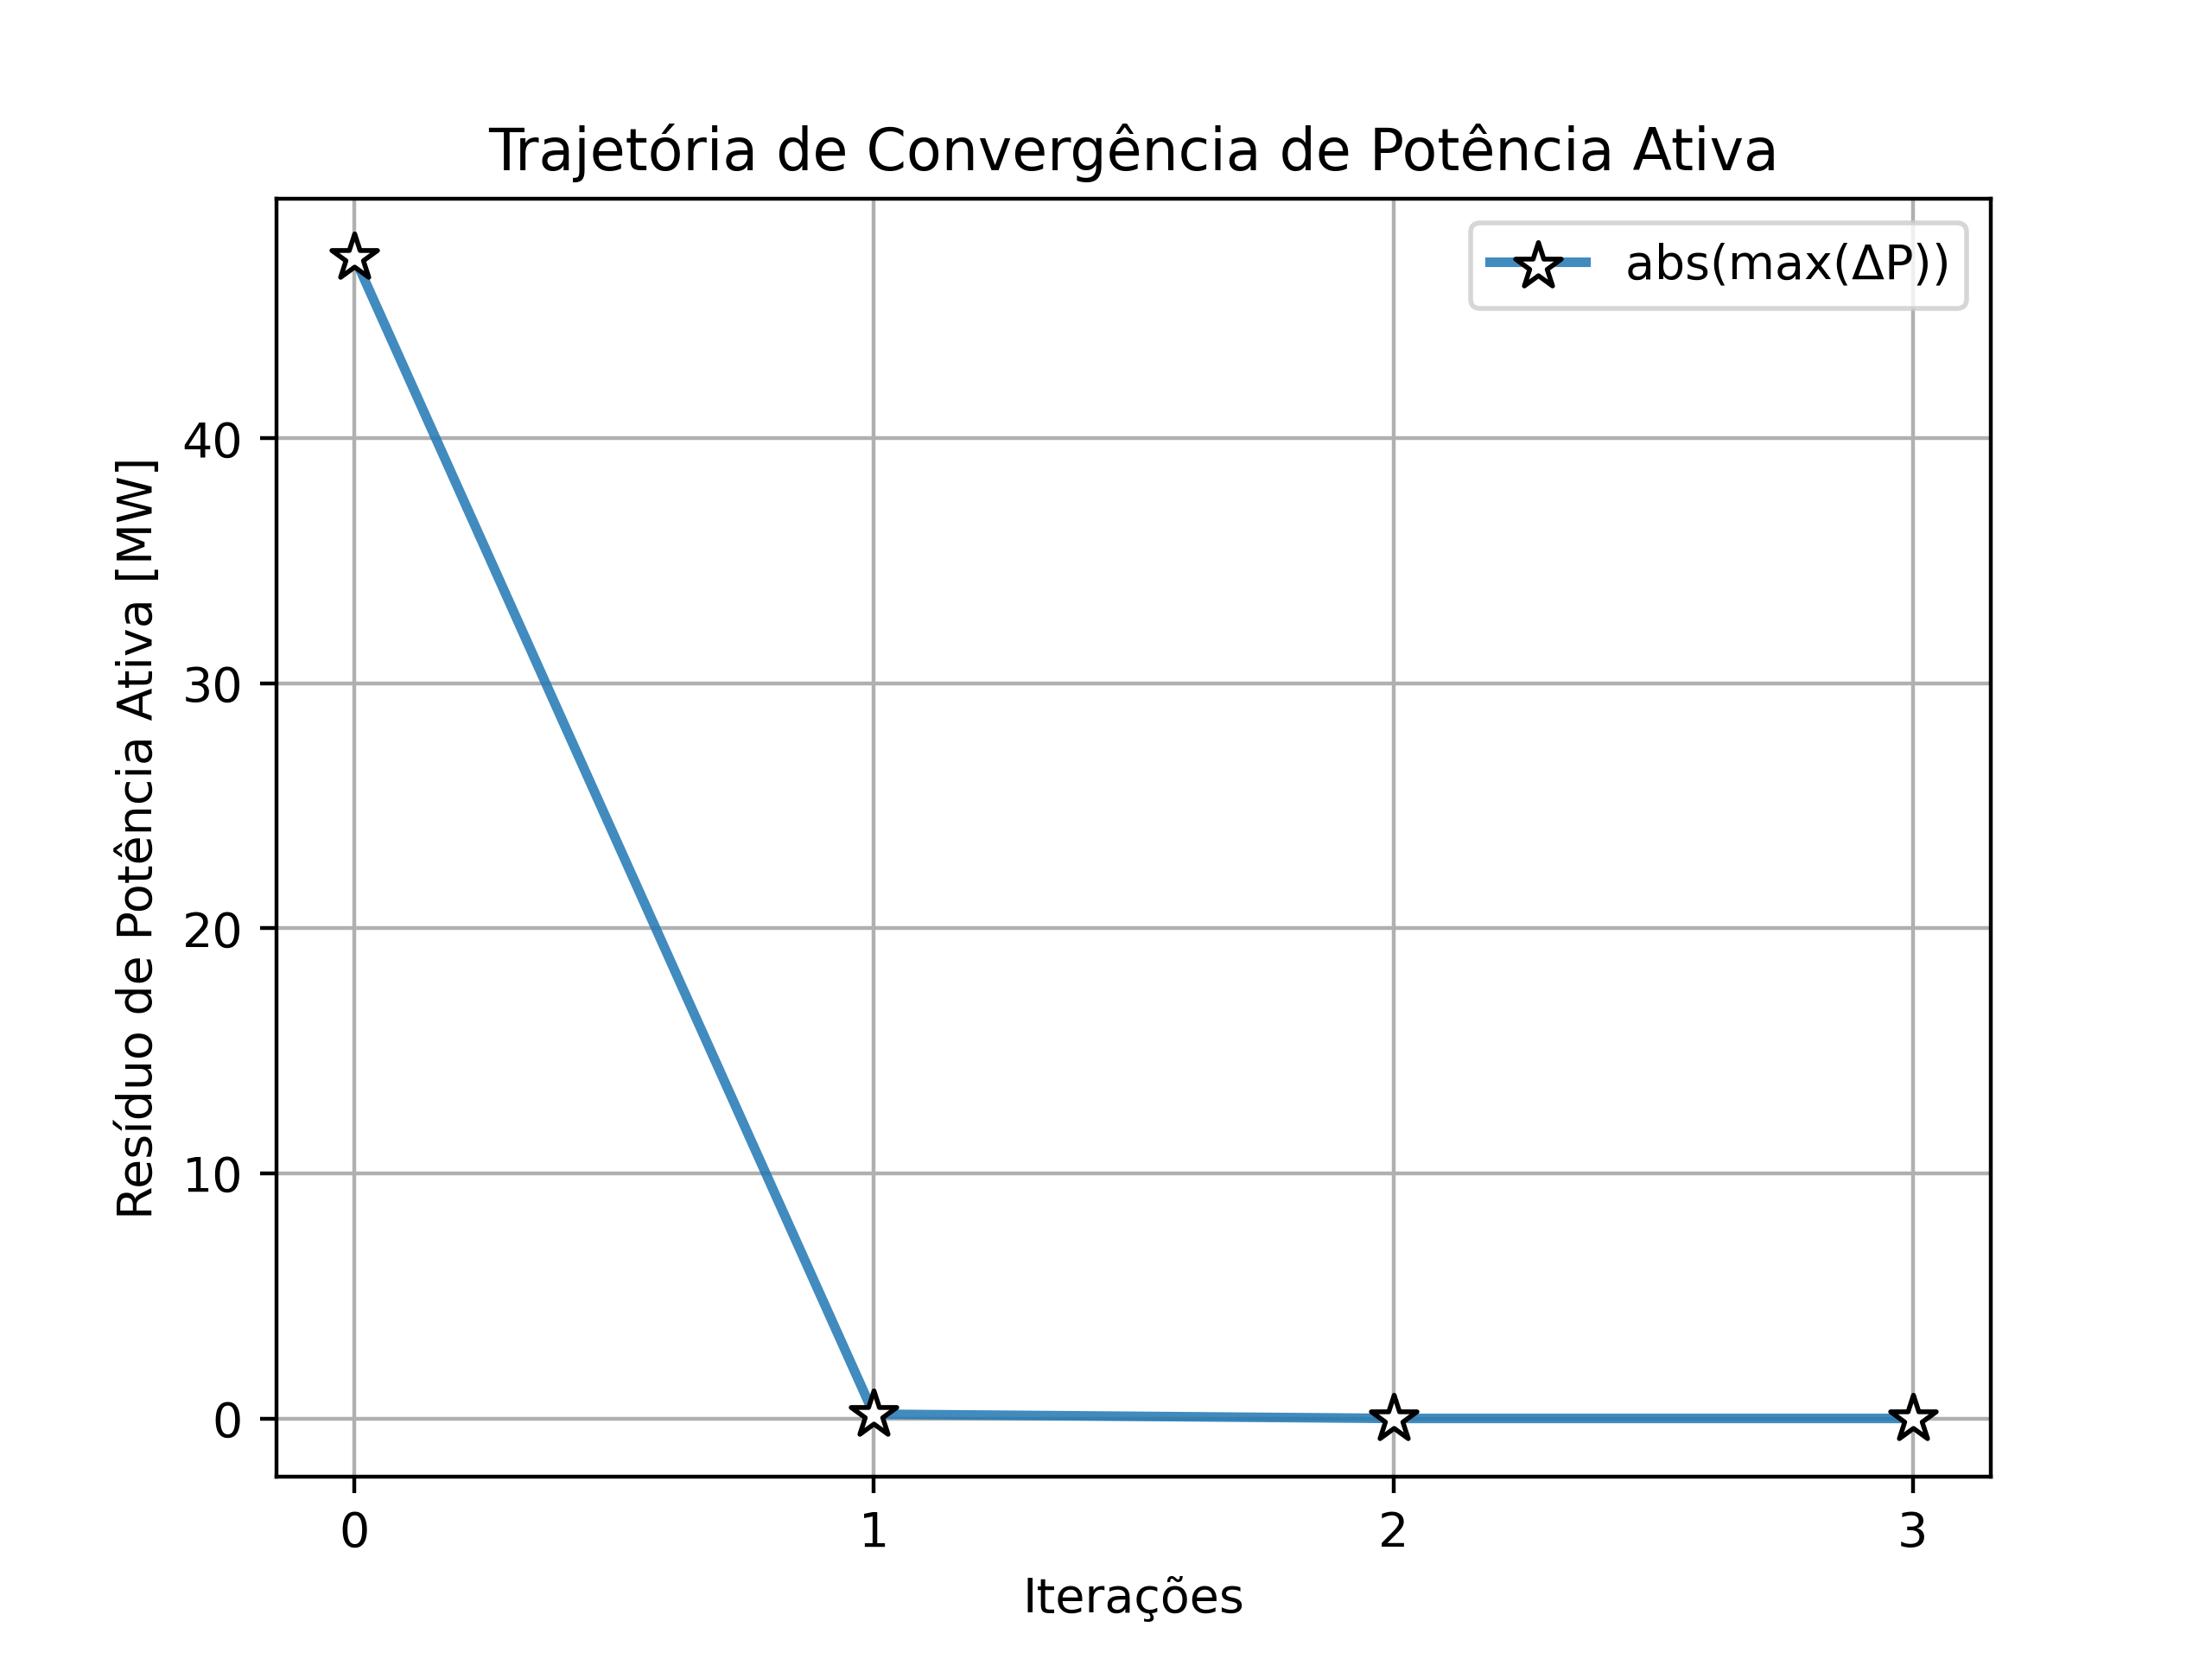 Trajetória de Convergência de Potência Ativa
abs(max(ΔP))
Resíduo de Potência Ativa [MW]
40
30
20
10
0
0 1 2 3
Iterações